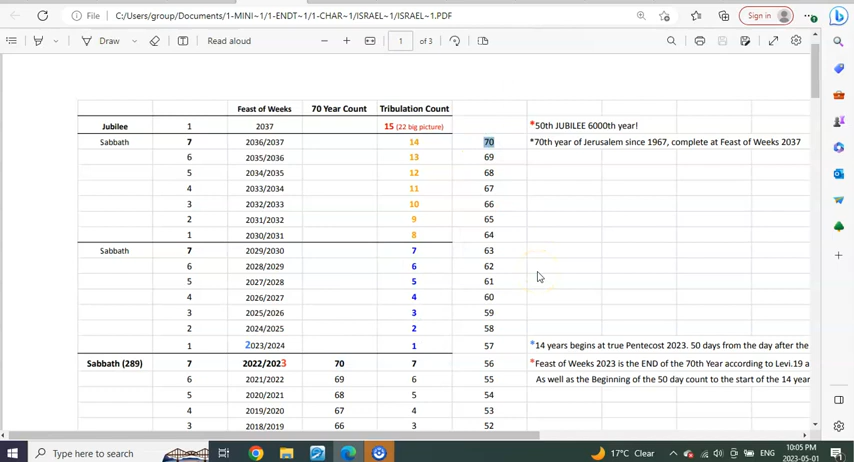 File C:/Users/group/Documents/1-MINI~1/1-ENDT~1/1-CHAR~1/ISRAEL~1/ISRAEL~1.PDF
Sign in
Draw Read aloud 1 of 3
Feast of Weeks 70 Year Count Tribulation Count
Jubilee 1 2037 15 (22 big picture) *50th JUBILEE 6000th year!
Sabbath 7 2036/2037 14 70 *70th year of Jerusalem since 1967, complete at Feast of Weeks 2037
6 2035/2036 13 69
5 2034/2035 12 68
4 2033/2034 11 67
3 2032/2033 10 66
2 2031/2032 9 65
1 2030/2031 8 64
Sabbath 7 2029/2030 7 63
6 2028/2029 6 62
5 2027/2028 5 61
4 2026/2027 4 60
3 2025/2026 3 59
2 2024/2025 2 58
1 2023/2024 1 57 *14 years begins at true Pentecost 2023. 50 days from the day after the
Sabbath (289) 7 2022/2023 70 7 56 *Feast of Weeks 2023 is the END of the 70th Year according to Levi.19 a
6 2021/2022 69 6 55 As well as the Beginning of the 50 day count to the start of the 14 year
5 2020/2021 68 5 54
4 2019/2020 67 4 53
3 2018/2019 66 3 52
Type here to search 17°C Clear ENG 10:05 PM
2023-05-01